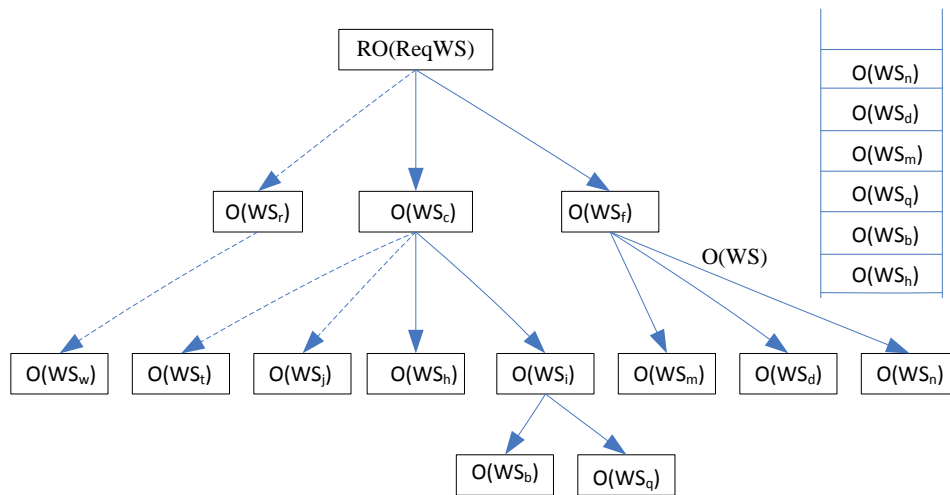 RO(ReqWS)
O(WSr)
O(WSc)
O(WSf)
O(WS)
O(WSw)
O(WSt)
O(WSj)
O(WSh)
O(WSi)
O(WSm)
O(WSd)
O(WSn)
O(WSb)
O(WSq)
O(WSn)
O(WSd)
O(WSm)
O(WSq)
O(WSb)
O(WSh)